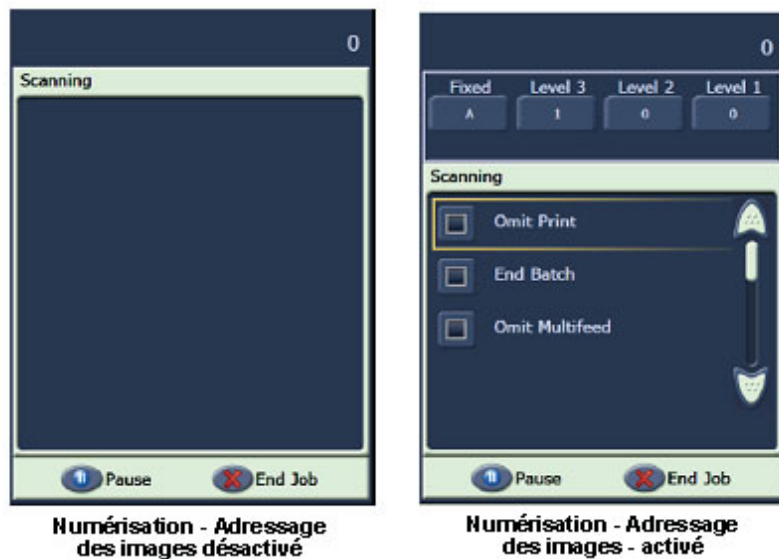 0
Scanning
Pause End Job
Numérisation - Adressage
des images désactivé
0
Fixed Level 3 Level 2 Level 1
A 1 0 0
Scanning
Omit Print
End Batch
Omit Multifeed
Pause End Job
Numérisation - Adressage
des images - activé